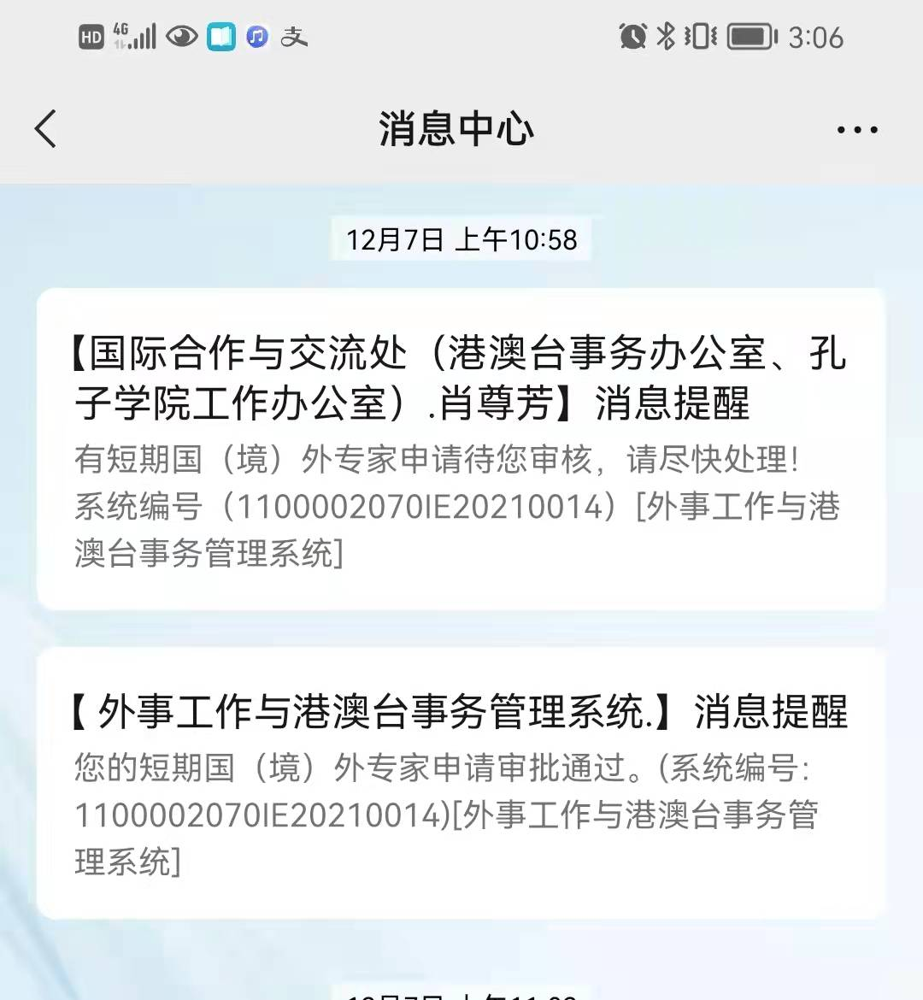 HD 4G 支 3:06
消息中心
12月7日 上午10:58
【国际合作与交流处（港澳台事务办公室、孔
子学院工作办公室）.肖尊芳】消息提醒
有短期国（境）外专家申请待您审核，请尽快处理！
系统编号（1100002070IE20210014）[外事工作与港
澳台事务管理系统]
【 外事工作与港澳台事务管理系统.】消息提醒
您的短期国（境）外专家申请审批通过。(系统编号：
1100002070IE20210014)[外事工作与港澳台事务管
理系统]